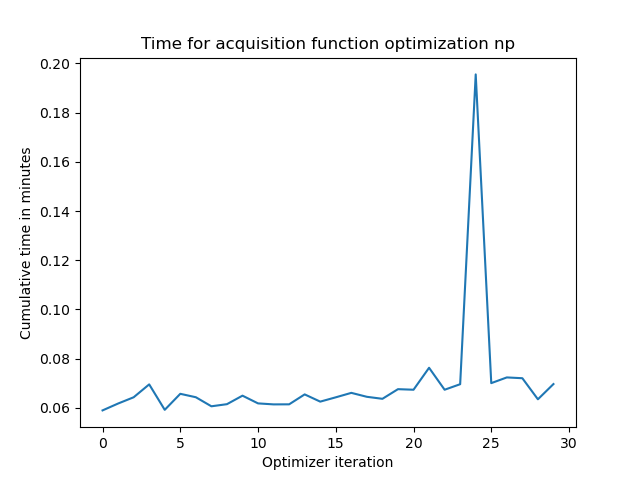 Time for acquisition function optimization np
0.20
0.18
0.16
0.14
0.12
0.10
0.08
0.06
Cumulative time in minutes
0 5 10 15 20 25 30
Optimizer iteration